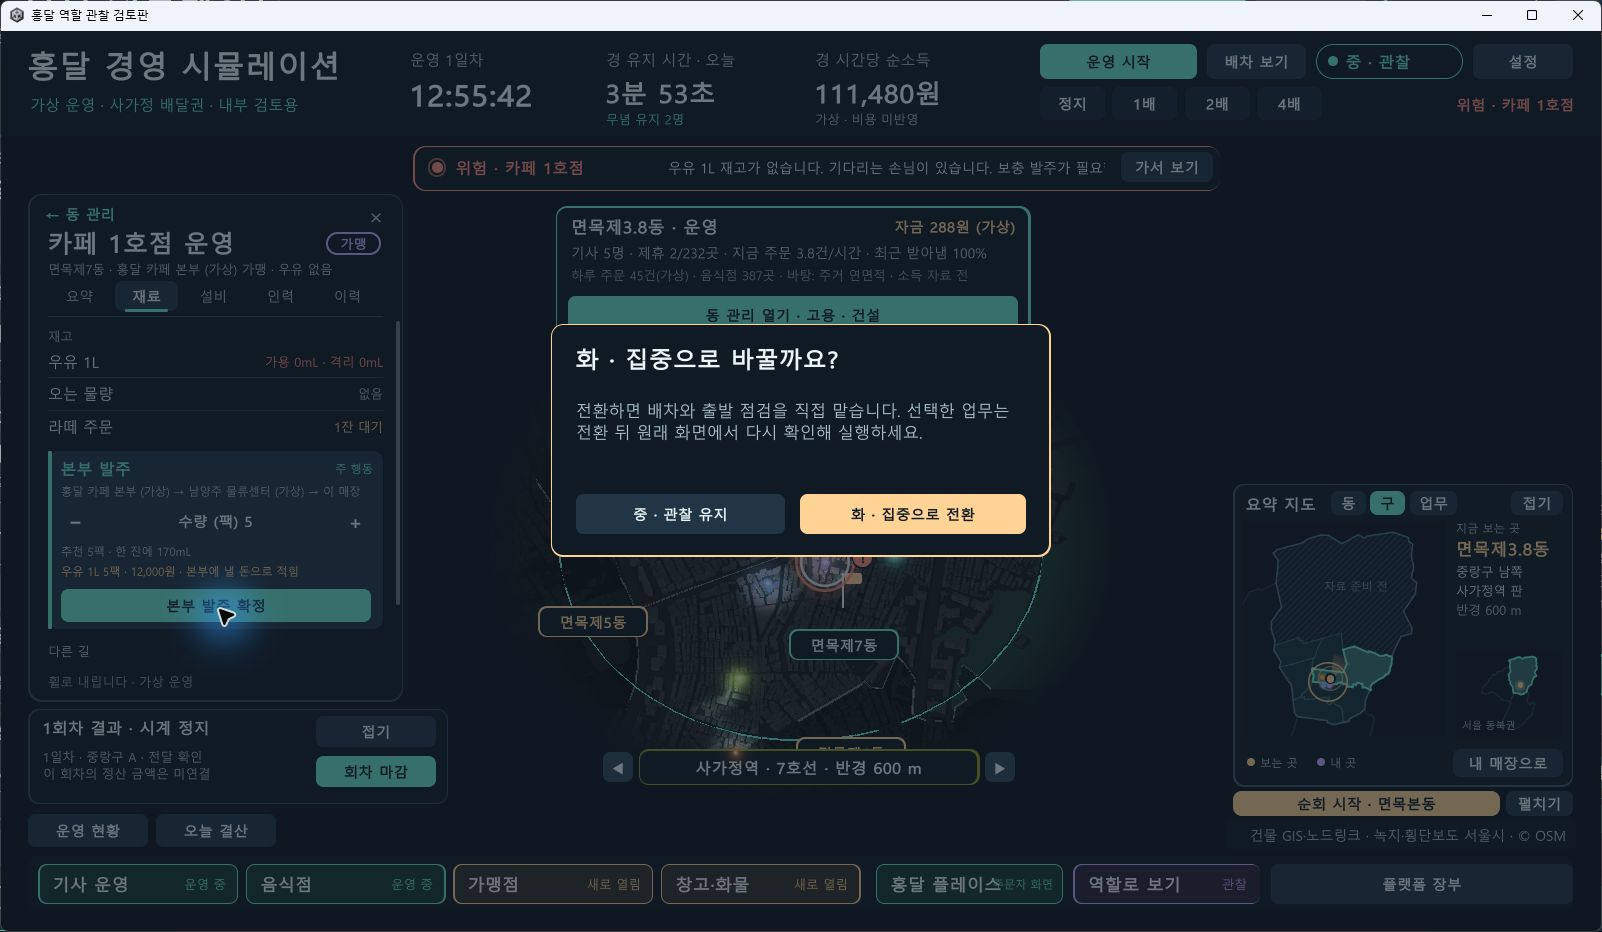 홍달 역할 관찰 검토판
홍달 경영 시뮬레이션
가상 운영 · 사가정 배달권 · 내부 검토용
운영 1일차
12:55:42
경 유지 시간 · 오늘
3분 53초
무념 유지 2명
경 시간당 순소득
111,480원
가상 · 비용 미반영
운영 시작
배차 보기
중 · 관찰
설정
정지
1배
2배
4배
위험 · 카페 1호점
위험 · 카페 1호점
우유 1L 재고가 없습니다. 기다리는 손님이 있습니다. 보충 발주가 필요
가서 보기
← 동 관리
카페 1호점 운영
가맹
면목제7동 · 홍달 카페 본부 (가상) 가맹 · 우유 없음
요약
재료
설비
인력
이력
재고
우유 1L
가용 0mL · 격리 0mL
오는 물량
없음
라떼 주문
1잔 대기
본부 발주
주 행동
홍달 카페 본부 (가상) → 남양주 물류센터 (가상) → 이 매장
−
수량 (팩) 5
+
추천 5팩 · 한 잔에 170mL
우유 1L 5팩 · 12,000원 · 본부에 낼 돈으로 적힘
본부 발주 확정
다른 길
휠로 내립니다 · 가상 운영
면목제3.8동 · 운영
자금 288원 (가상)
기사 5명 · 제휴 2/232곳 · 지금 주문 3.8건/시간 · 최근 받아냄 100%
하루 주문 45건(가상) · 음식점 387곳 · 바탕: 주거 연면적 · 소득 자료 전
동 관리 열기 · 고용 · 건설
화 · 집중으로 바꿀까요?
전환하면 배차와 출발 점검을 직접 맡습니다. 선택한 업무는
전환 뒤 원래 화면에서 다시 확인해 실행하세요.
중 · 관찰 유지
화 · 집중으로 전환
면목제5동
면목제7동
◀
사가정역 · 7호선 · 반경 600 m
▶
요약 지도
동
구
업무
접기
자료 준비 전
지금 보는 곳
면목제3.8동
중랑구 남쪽
사가정역 판
반경 600 m
서울 동북권
보는 곳
내 곳
내 매장으로
순회 시작 · 면목본동
펼치기
건물 GIS·노드링크 · 녹지·횡단보도 서울시 · © OSM
1회차 결과 · 시계 정지
접기
1일차 · 중랑구 A · 전달 확인
이 회차의 정산 금액은 미연결
회차 마감
운영 현황
오늘 결산
기사 운영
운영 중
음식점
운영 중
가맹점
새로 열림
창고·화물
새로 열림
홍달 플레이스
주문자 화면
역할로 보기
관찰
플랫폼 장부